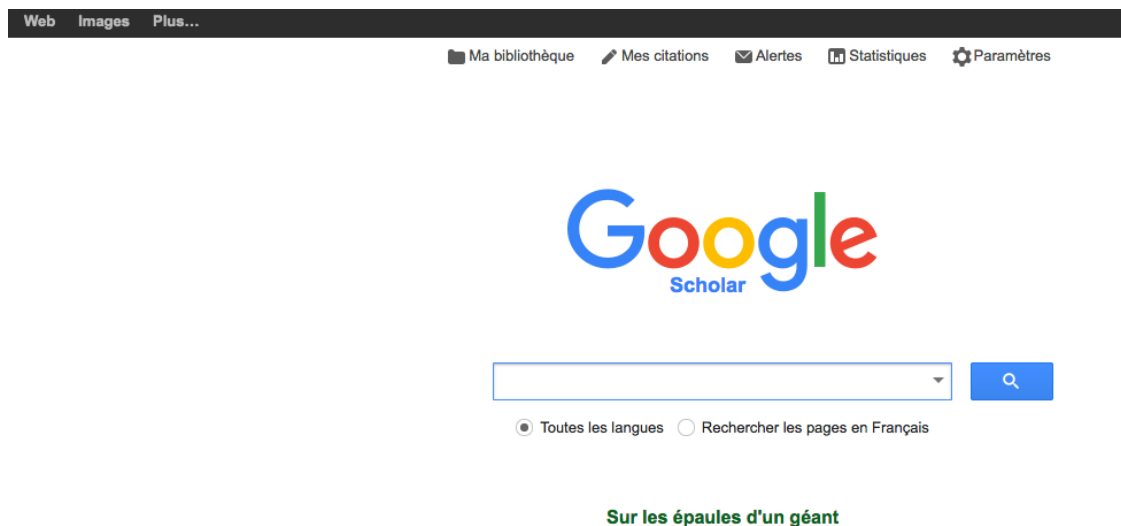 Web Images Plus...
Ma bibliothèque Mes citations Alertes Statistiques Paramètres
Google
Scholar
Toutes les langues Rechercher les pages en Français
Sur les épaules d'un géant